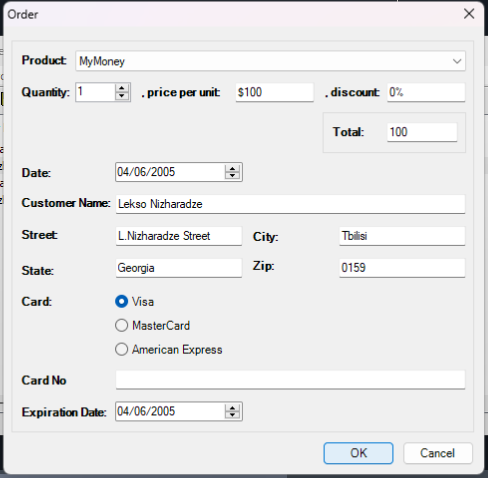 Order
Product: MyMoney
Quantity: 1 , price per unit: $100 , discount: 0%
Total: 100
Date: 04/06/2005
Customer Name: Lekso Nizharadze
Street: L.Nizharadze Street City: Tbilisi
State: Georgia Zip: 0159
Card: Visa
MasterCard
American Express
Card No
Expiration Date: 04/06/2005
OK Cancel